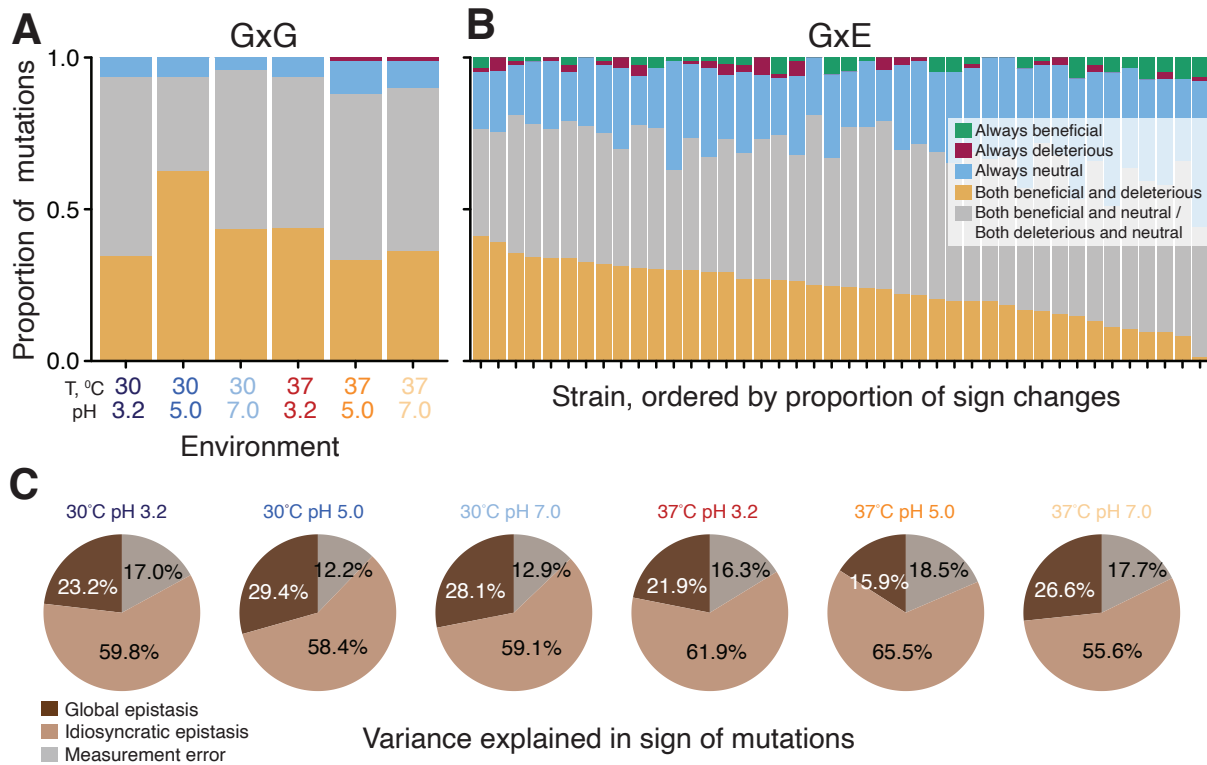 A
GxG
B
GxE
Proportion of mutations
1.0
0.5
0.0
1.0
0.5
0.0
Always beneficial
Always deleterious
Always neutral
Both beneficial and deleterious
Both beneficial and neutral /
Both deleterious and neutral
T, °C 30 30 30 37 37 37
pH 3.2 5.0 7.0 3.2 5.0 7.0
Environment
Strain, ordered by proportion of sign changes
C
30°C pH 3.2 30°C pH 5.0 30°C pH 7.0 37°C pH 3.2 37°C pH 5.0 37°C pH 7.0
23.2% 17.0% 29.4% 12.2% 28.1% 12.9% 21.9% 16.3% 15.9% 18.5% 26.6% 17.7%
59.8% 58.4% 59.1% 61.9% 65.5% 55.6%
Global epistasis
Idiosyncratic epistasis
Measurement error
Variance explained in sign of mutations